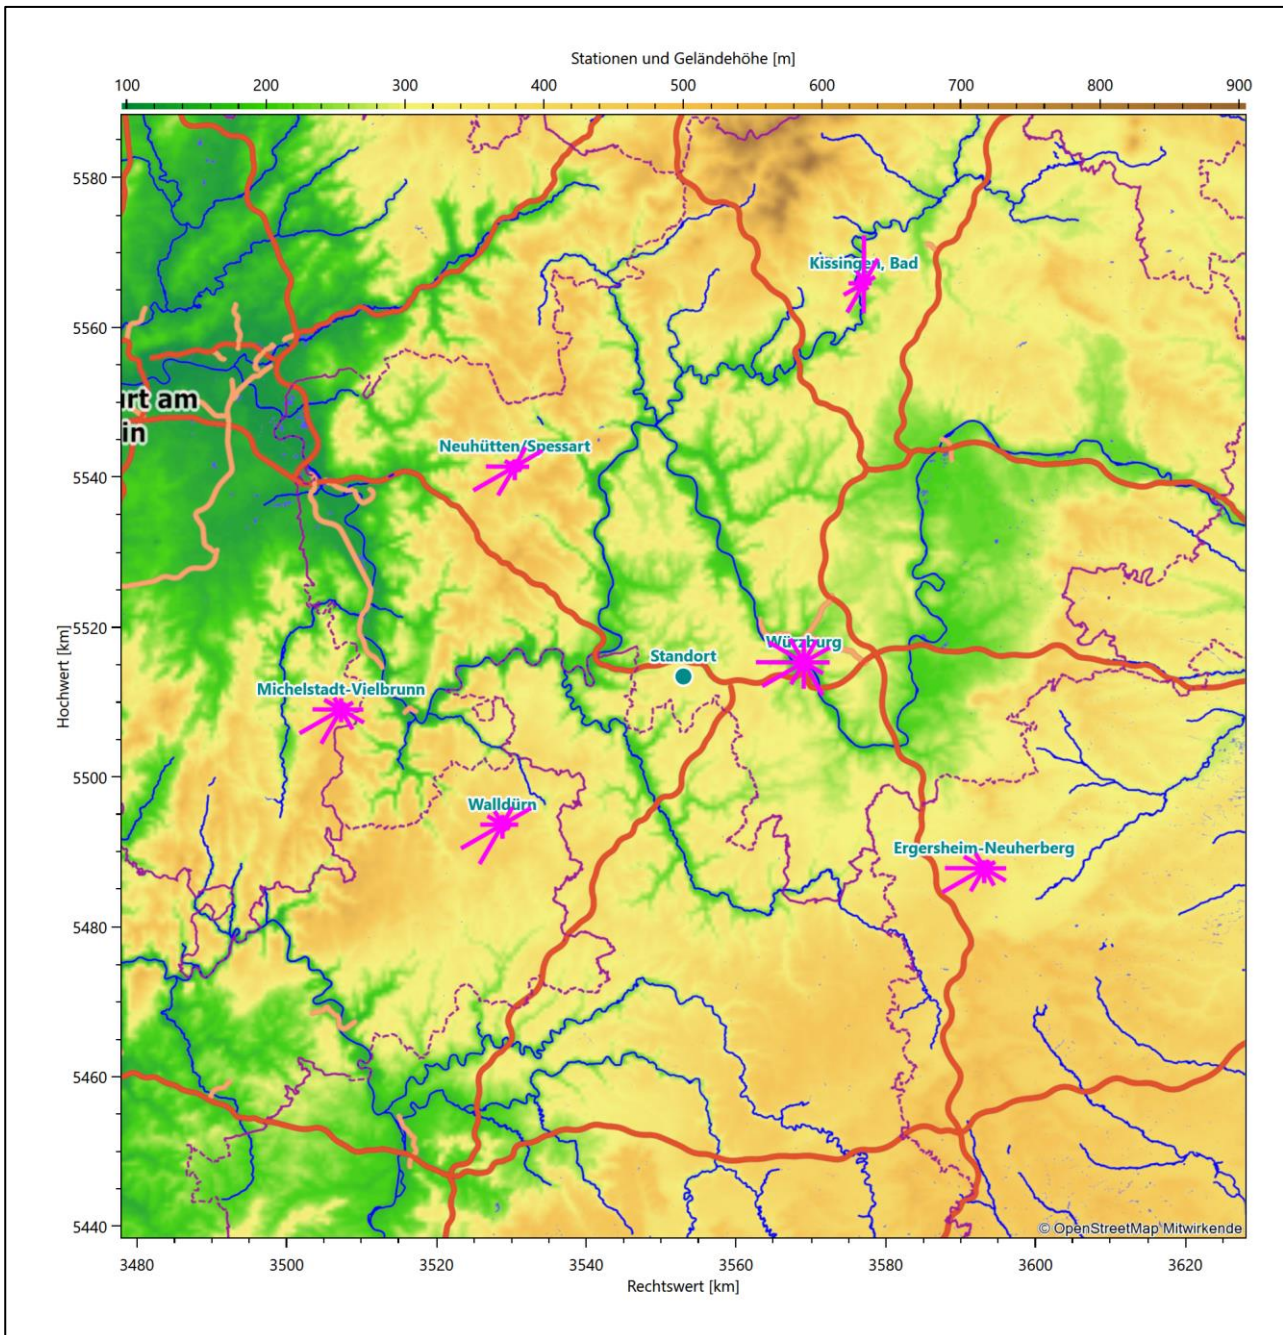 Stationen und Geländehöhe [m]
100 200 300 400 500 600 700 800 900
5580
Kissingen, Bad
5560
urt am
in
Neuhütten/Spessart
5540
5520
Würzburg
Standort
Michelstadt-Vielbrunn
Hochwert [km]
5500
Walldürn
Ergersheim-Neuherberg
5480
5460
5440
© OpenStreetMap Mitwirkende
3480 3500 3520 3540 3560 3580 3600 3620
Rechtswert [km]